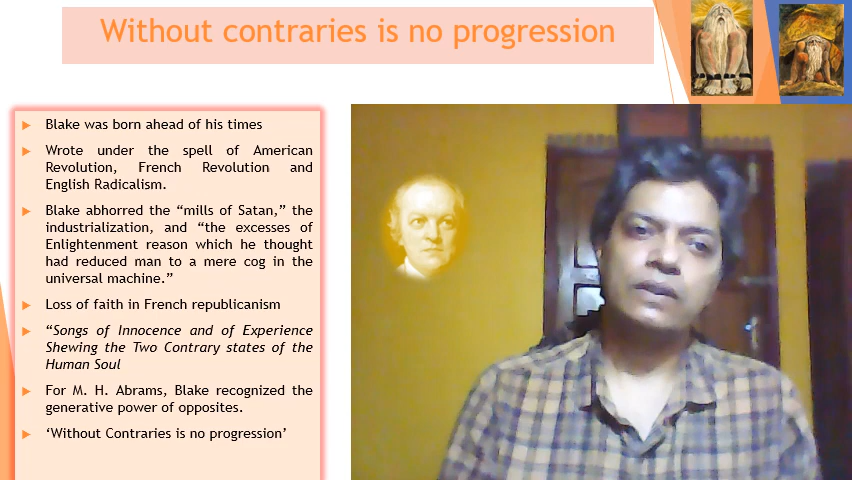 Without contraries is no progression
Blake was born ahead of his times
Wrote under the spell of American
Revolution, French Revolution and
English Radicalism.
Blake abhorred the “mills of Satan,” the
industrialization, and “the excesses of
Enlightenment reason which he thought
had reduced man to a mere cog in the
universal machine.”
Loss of faith in French republicanism
“Songs of Innocence and of Experience
Shewing the Two Contrary states of the
Human Soul
For M. H. Abrams, Blake recognized the
generative power of opposites.
‘Without Contraries is no progression’